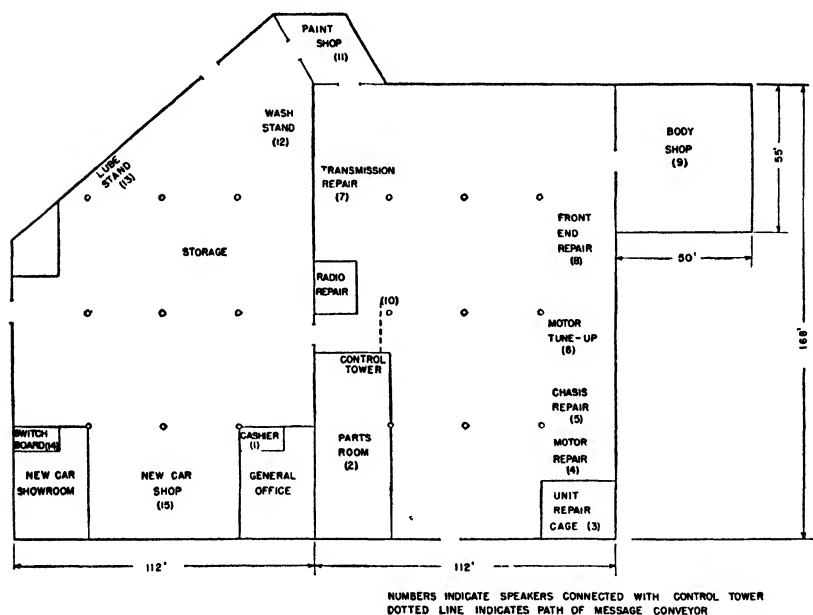 PAINT
SHOP
(11)
WASH
STAND
(12)
BODY
SHOP
(9)
55'
LUBE
STAND
(13)
TRANSMISSION
REPAIR
(7)
FRONT
END
REPAIR
(8)
STORAGE
50'
RADIO
REPAIR
(10)
168'
MOTOR
TUNE-UP
(6)
CONTROL
TOWER
CHASIS
REPAIR
(5)
SWITCH
BOARD(14)
CASHIER
(1)
PARTS
ROOM
(2)
MOTOR
REPAIR
(4)
NEW CAR
SHOWROOM
NEW CAR
SHOP
(15)
GENERAL
OFFICE
UNIT
REPAIR
CAGE (3)
112'
112'
NUMBERS INDICATE SPEAKERS CONNECTED WITH CONTROL TOWER
DOTTED LINE INDICATES PATH OF MESSAGE CONVEYOR